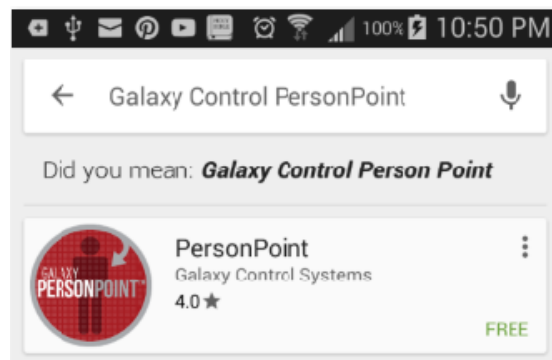 100% 10:50 PM
Galaxy Control PersonPoint
Did you mean: Galaxy Control Person Point
PersonPoint
Galaxy Control Systems
4.0★
GALAXY
PERSONPOINT™
FREE